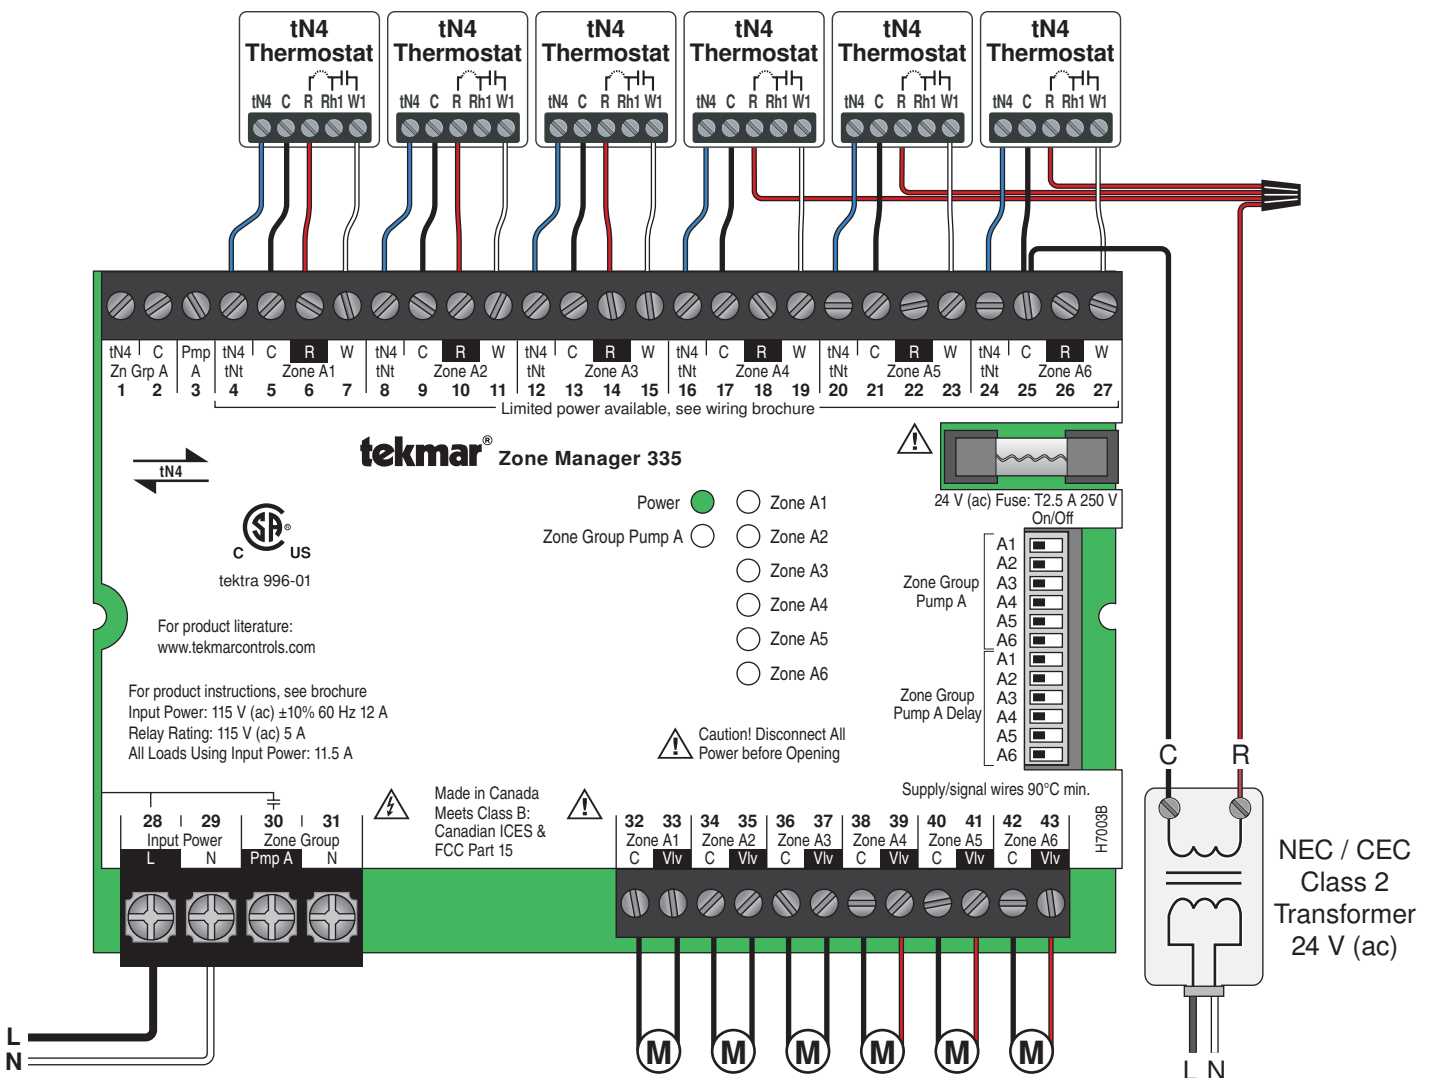 tN4 tN4 tN4 tN4 tN4 tN4
Thermostat Thermostat Thermostat Thermostat Thermostat Thermostat
tN4 C R Rh1 W1 tN4 C R Rh1 W1 tN4 C R Rh1 W1 tN4 C R Rh1 W1 tN4 C R Rh1 W1 tN4 C R Rh1 W1
tN4 C Pmp tN4 C R W tN4 C R W tN4 C R W tN4 C R W tN4 C R W tN4 C R W
Zn Grp A A tNt Zone A1 tNt Zone A2 tNt Zone A3 tNt Zone A4 tNt Zone A5 tNt Zone A6
1 2 3 4 5 6 7 8 9 10 11 12 13 14 15 16 17 18 19 20 21 22 23 24 25 26 27
Limited power available, see wiring brochure
tekmar® Zone Manager 335
tN4
C SA ® US
tektra 996-01
For product literature:
www.tekmarcontrols.com
For product instructions, see brochure
Input Power: 115 V (ac) ±10% 60 Hz 12 A
Relay Rating: 115 V (ac) 5 A
All Loads Using Input Power: 11.5 A
Power
Zone Group Pump A
Zone A1
Zone A2
Zone A3
Zone A4
Zone A5
Zone A6
Caution! Disconnect All
Power before Opening
24 V (ac) Fuse: T2.5 A 250 V
On/Off
Zone Group
Pump A
A1
A2
A3
A4
A5
A6
Zone Group
Pump A Delay
A1
A2
A3
A4
A5
A6
Supply/signal wires 90°C min.
H7003B
Made in Canada
Meets Class B:
Canadian ICES &
FCC Part 15
28 29 30 31
Input Power Zone Group
L N Pmp A N
32 33 34 35 36 37 38 39 40 41 42 43
Zone A1 Zone A2 Zone A3 Zone A4 Zone A5 Zone A6
C Vlv C Vlv C Vlv C Vlv C Vlv C Vlv
L
N
M M M M M M
C R
NEC / CEC
Class 2
Transformer
24 V (ac)
L N